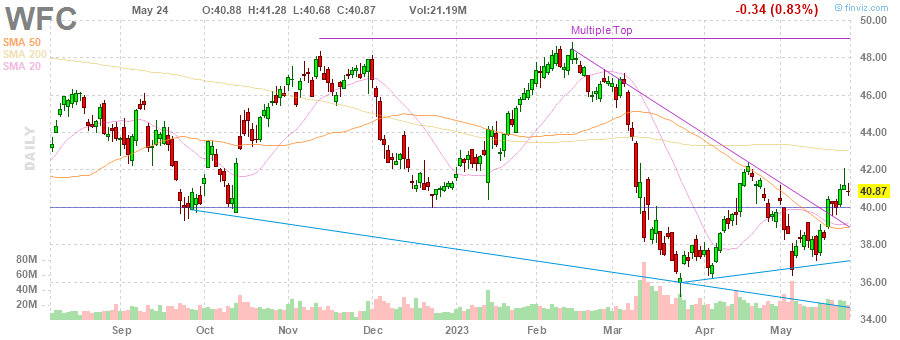 WFC
May 24 O:40.88 H:41.28 L:40.68 C:40.87 Vol:21.19M -0.34 (0.83%)
© finviz.com
SMA 50
SMA 200
SMA 20
DAILY
Multiple Top
50.00
48.00
46.00
44.00
42.00
40.87
40.00
38.00
36.00
34.00
80M
60M
40M
20M
Sep Oct Nov Dec 2023 Feb Mar Apr May